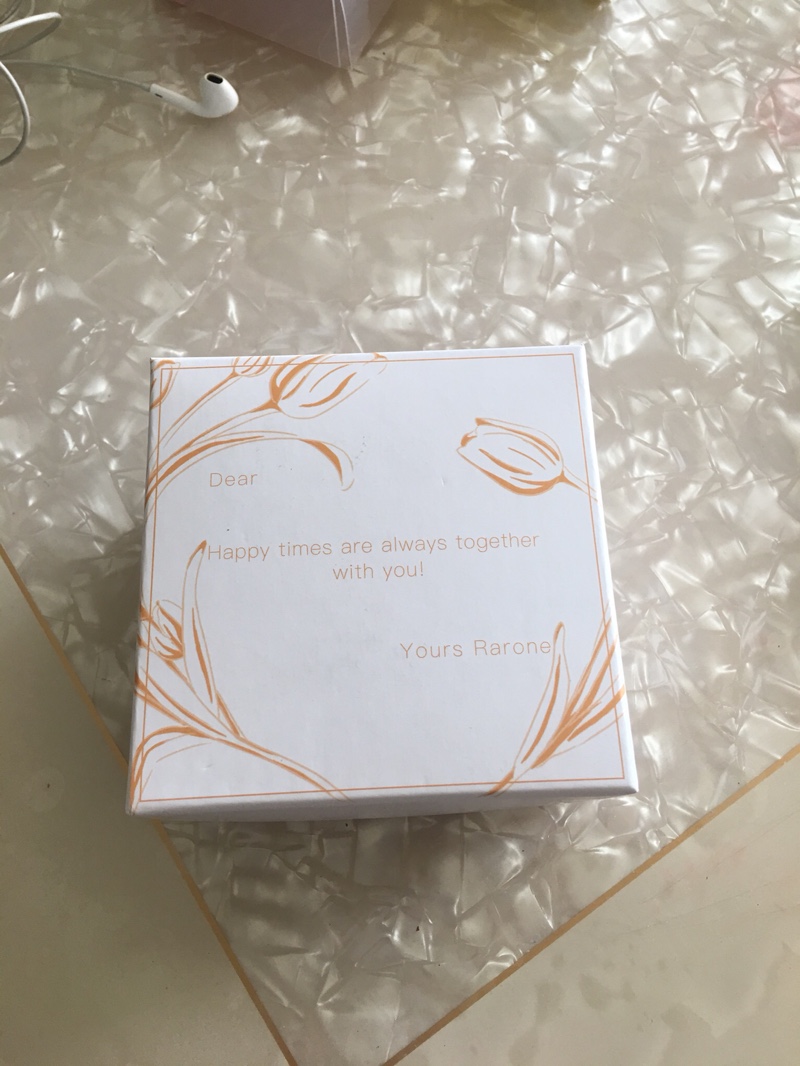 Dear
Happy times are always together
with you!
Yours Rarone